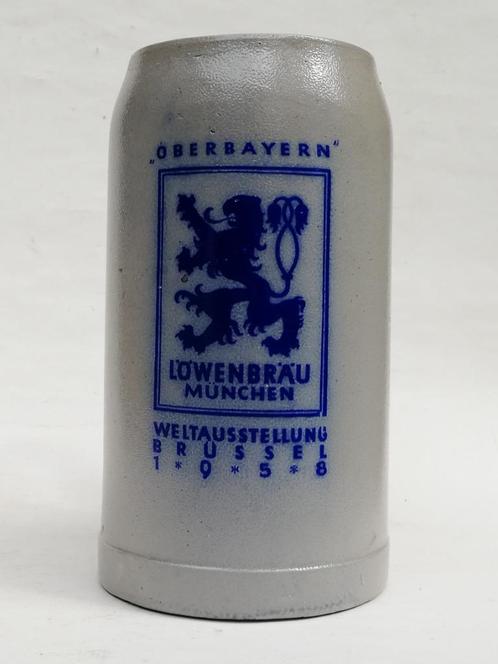 „OBERBAYERN“
LÖWENBRÄU
MÜNCHEN
WELTAUSSTELLUNG
BRÜSSEL
1*9*5*8